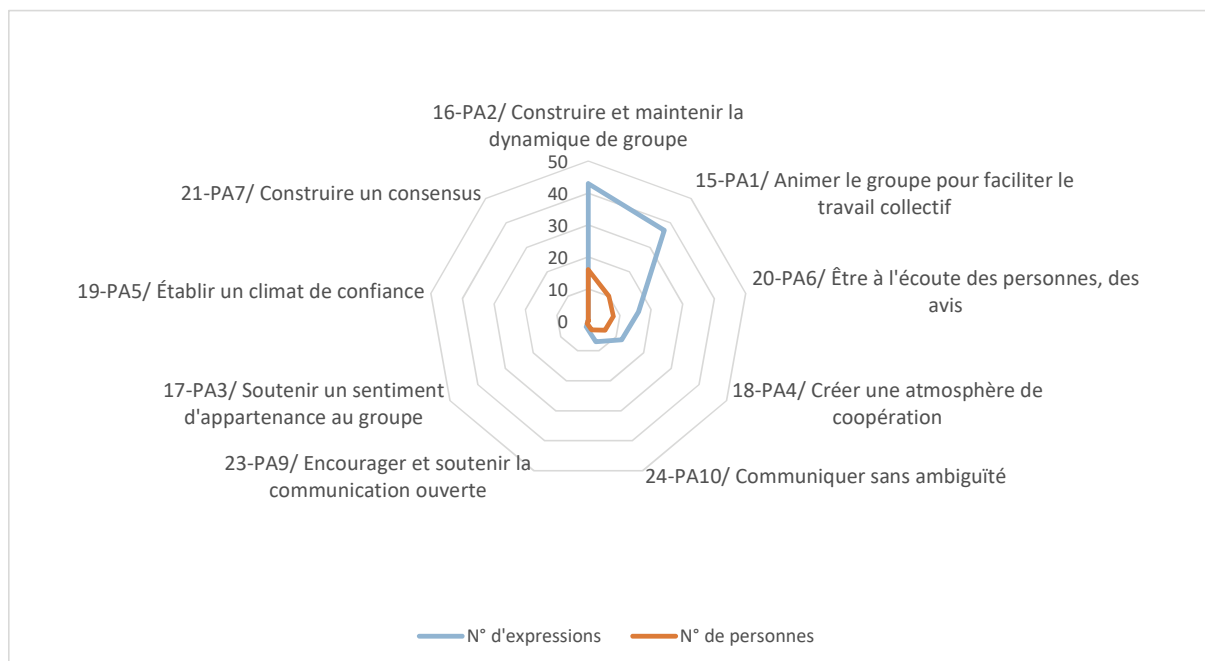 16-PA2/ Construire et maintenir la
dynamique de groupe
50
40
30
20
10
0
15-PA1/ Animer le groupe pour faciliter le
travail collectif
20-PA6/ Être à l'écoute des personnes, des
avis
18-PA4/ Créer une atmosphère de
coopération
24-PA10/ Communiquer sans ambiguïté
23-PA9/ Encourager et soutenir la
communication ouverte
17-PA3/ Soutenir un sentiment
d'appartenance au groupe
19-PA5/ Établir un climat de confiance
21-PA7/ Construire un consensus
N° d'expressions
N° de personnes